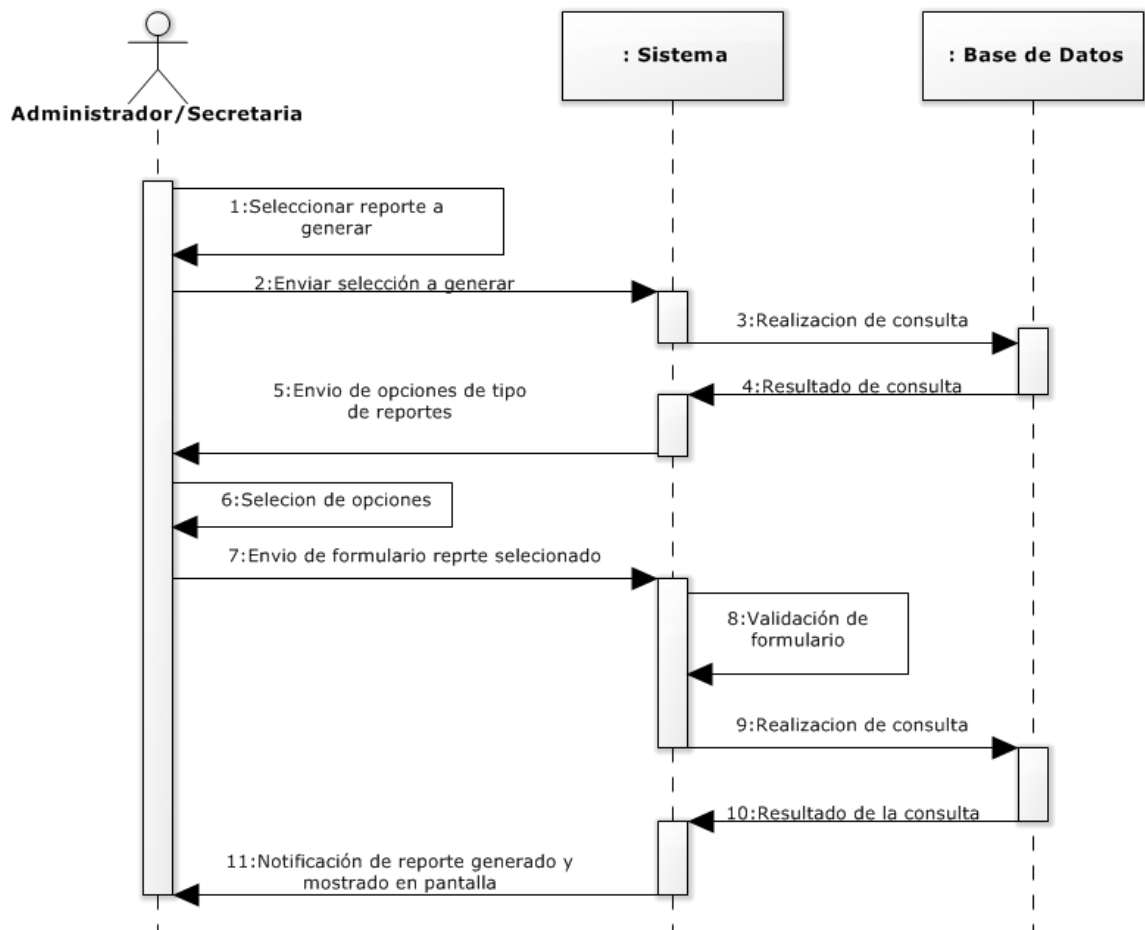 : Sistema
: Base de Datos
Administrador/Secretaria
1:Seleccionar reporte a
generar
2:Enviar selección a generar
3:Realizacion de consulta
4:Resultado de consulta
5:Envio de opciones de tipo
de reportes
6:Selecion de opciones
7:Envio de formulario reprte selecionado
8:Validación de
formulario
9:Realizacion de consulta
10:Resultado de la consulta
11:Notificación de reporte generado y
mostrado en pantalla